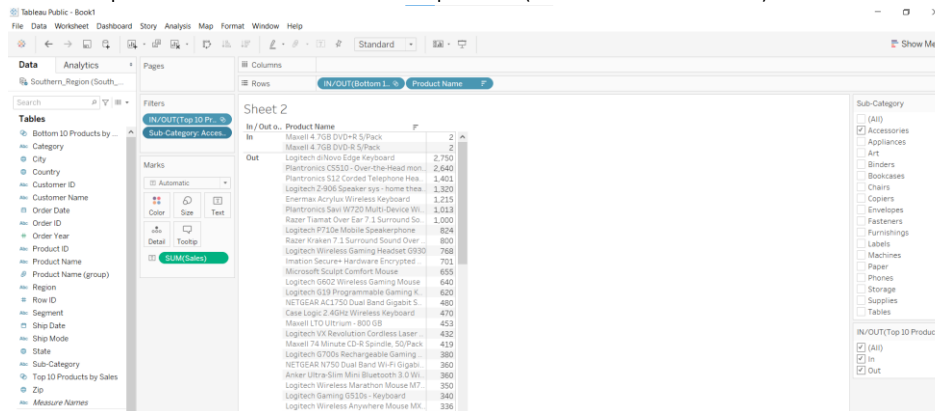 Tableau Public - Book1
File Data Worksheet Dashboard Story Analysis Map Format Window Help
Standard
Show Me
Data Analytics
Southern_Region (South_...
Search
Tables
Bottom 10 Products by ...
Abc Category
City
Country
Abc Customer ID
Abc Customer Name
Order Date
Abc Order ID
# Order Year
Abc Product ID
Abc Product Name
Product Name (group)
Abc Region
# Row ID
Abc Segment
Ship Date
Abc Ship Mode
State
Abc Sub-Category
Top 10 Products by Sales
Zip
Abc Measure Names
Pages
Filters
IN/OUT(Top 10 Pr..
Sub-Category: Acces..
Marks
Automatic
Color Size Text
Detail Tooltip
SUM(Sales)
Columns
Rows IN/OUT(Bottom 1.. Product Name
Sheet 2
In / Out o.. Product Name
In Maxell 4.7GB DVD+R 5/Pack 2
Maxell 4.7GB DVD-R 5/Pack 2
Out Logitech diNovo Edge Keyboard 2,750
Plantronics CS510 - Over-the-Head mon.. 2,640
Plantronics S12 Corded Telephone Hea.. 1,401
Logitech Z-906 Speaker sys - home thea.. 1,320
Enermax Acrylux Wireless Keyboard 1,215
Plantronics Savi W720 Multi-Device Wi.. 1,013
Razer Tiamat Over Ear 7.1 Surround So.. 1,000
Logitech P710e Mobile Speakerphone 824
Razer Kraken 7.1 Surround Sound Over .. 800
Logitech Wireless Gaming Headset G930 768
Imation Secure+ Hardware Encrypted .. 701
Microsoft Sculpt Comfort Mouse 655
Logitech G602 Wireless Gaming Mouse 640
Logitech G19 Programmable Gaming K.. 620
NETGEAR AC1750 Dual Band Gigabit S.. 480
Case Logic 2.4GHz Wireless Keyboard 470
Maxell LTO Ultrium - 800 GB 453
Logitech VX Revolution Cordless Laser .. 432
Maxell 74 Minute CD-R Spindle, 50/Pack 419
Logitech G700s Rechargeable Gaming .. 380
NETGEAR N750 Dual Band Wi-Fi Gigabi.. 360
Anker Ultra-Slim Mini Bluetooth 3.0 Wi.. 360
Logitech Wireless Marathon Mouse M7.. 350
Logitech Gaming G510s - Keyboard 340
Logitech Wireless Anywhere Mouse MX.. 336
Sub-Category
(All)
Accessories
Appliances
Art
Binders
Bookcases
Chairs
Copiers
Envelopes
Fasteners
Furnishings
Labels
Machines
Paper
Phones
Storage
Supplies
Tables
IN/OUT(Top 10 Produc
(All)
In
Out